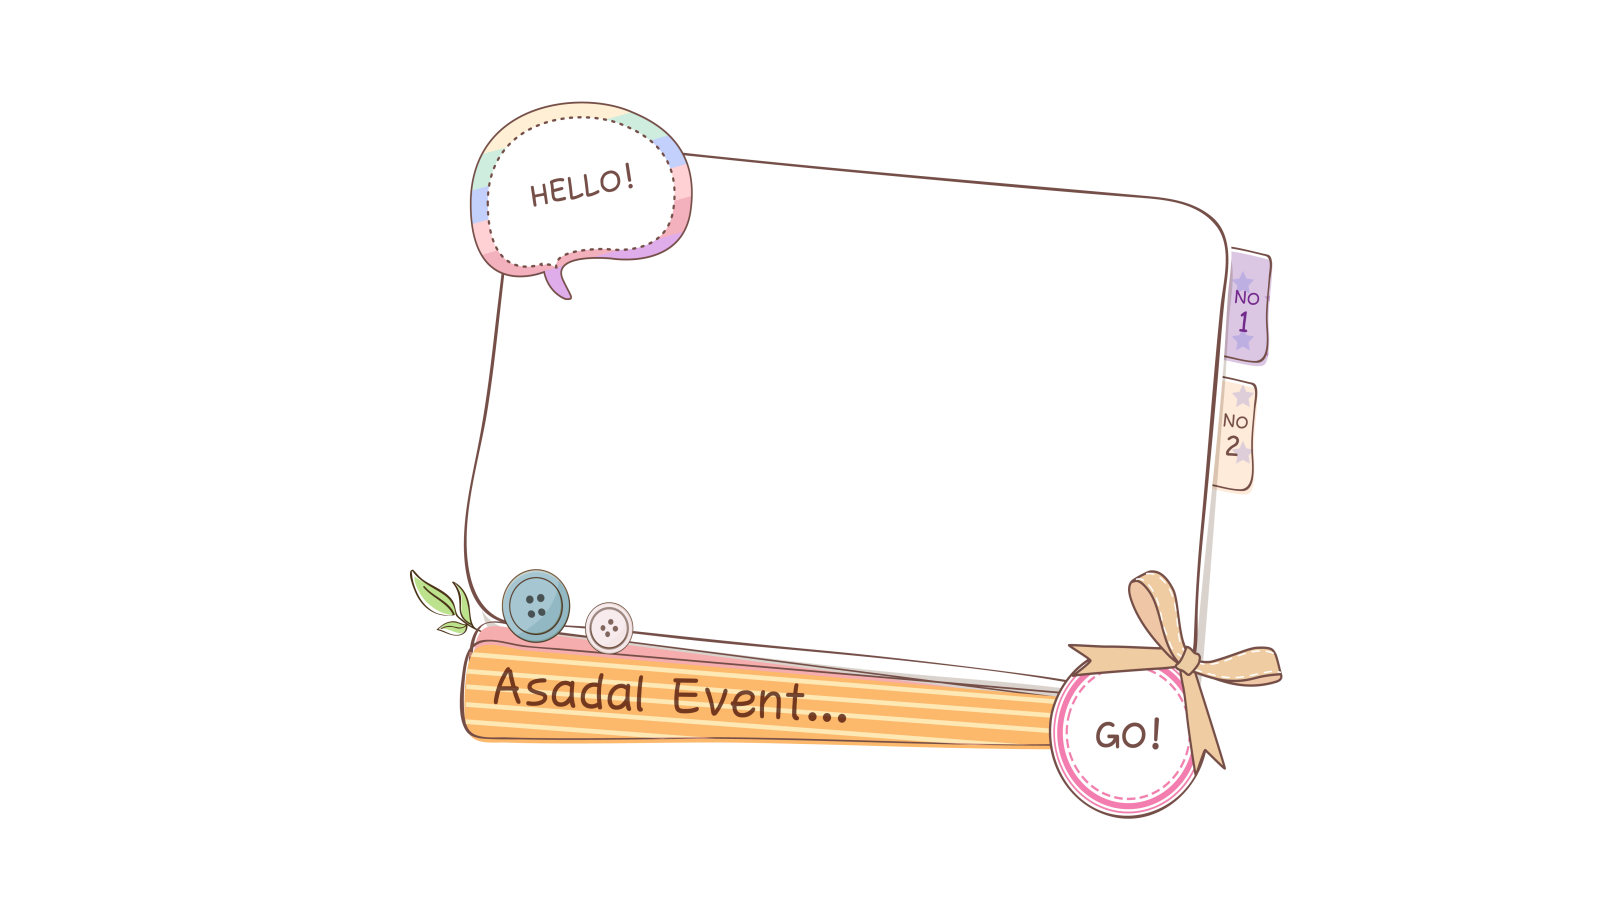 HELLO!
NO
1
NO
2
Asadal Event...
GO!